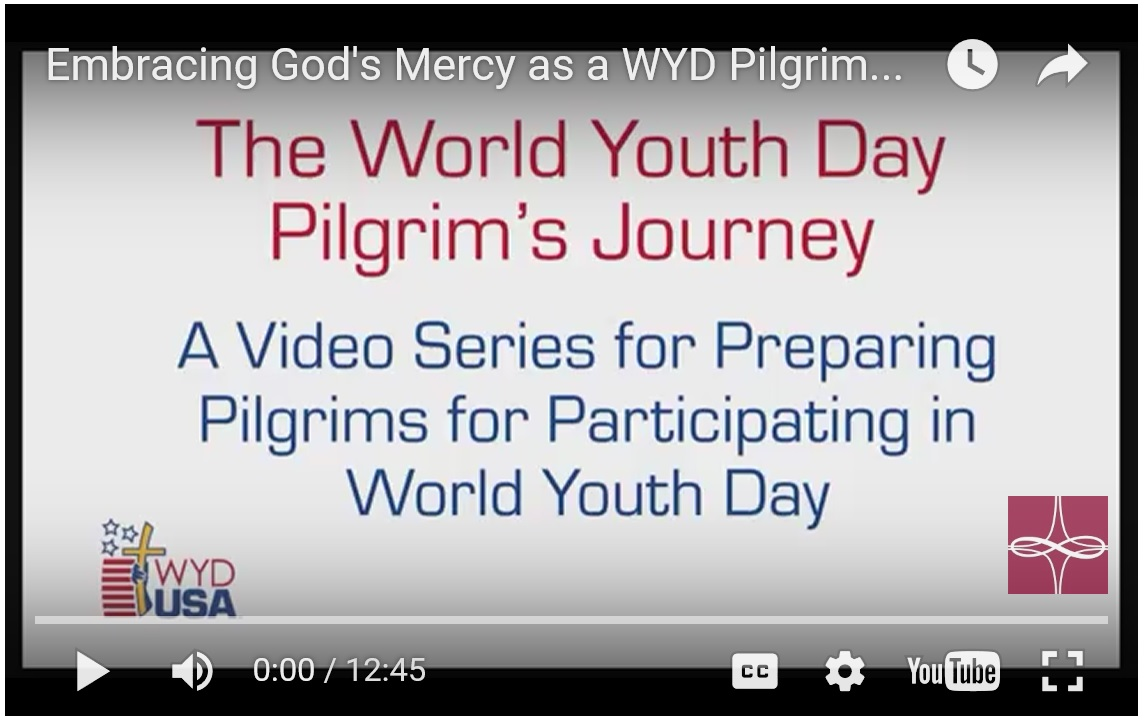 Embracing God's Mercy as a WYD Pilgrim...
The World Youth Day
Pilgrim’s Journey
A Video Series for Preparing
Pilgrims for Participating in
World Youth Day
WYD
USA
0:00 / 12:45
CC
YouTube